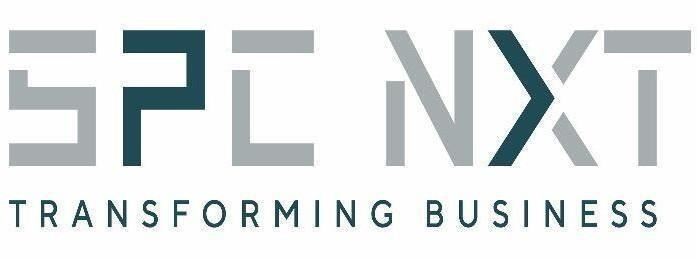 SPC NXT
TRANSFORMING BUSINESS